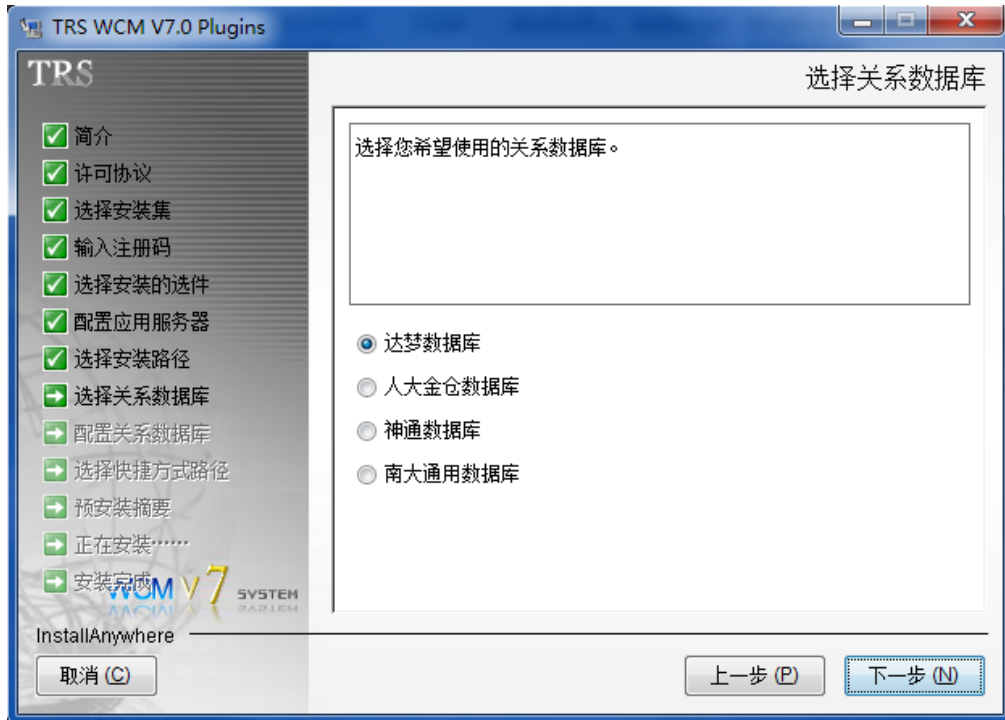 TRS WCM V7.0 Plugins
TRS
选择关系数据库
简介
许可协议
选择安装集
输入注册码
选择安装的选件
配置应用服务器
选择安装路径
选择关系数据库
配置关系数据库
选择快捷方式路径
预安装摘要
正在安装……
安装完成
WCM V7 SYSTEM
选择您希望使用的关系数据库。
达梦数据库
人大金仓数据库
神通数据库
南大通用数据库
InstallAnywhere
取消 (C)
上一步 (P)
下一步 (N)